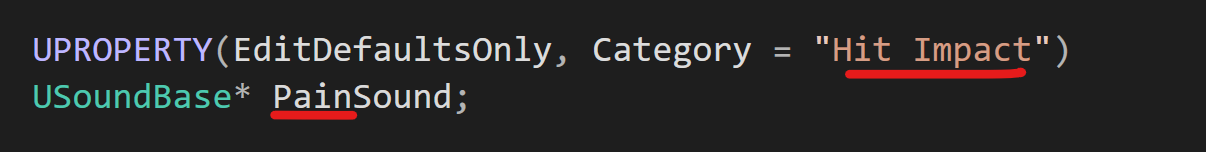 UPROPERTY(EditDefaultsOnly, Category = "Hit Impact")
USoundBase* PainSound;